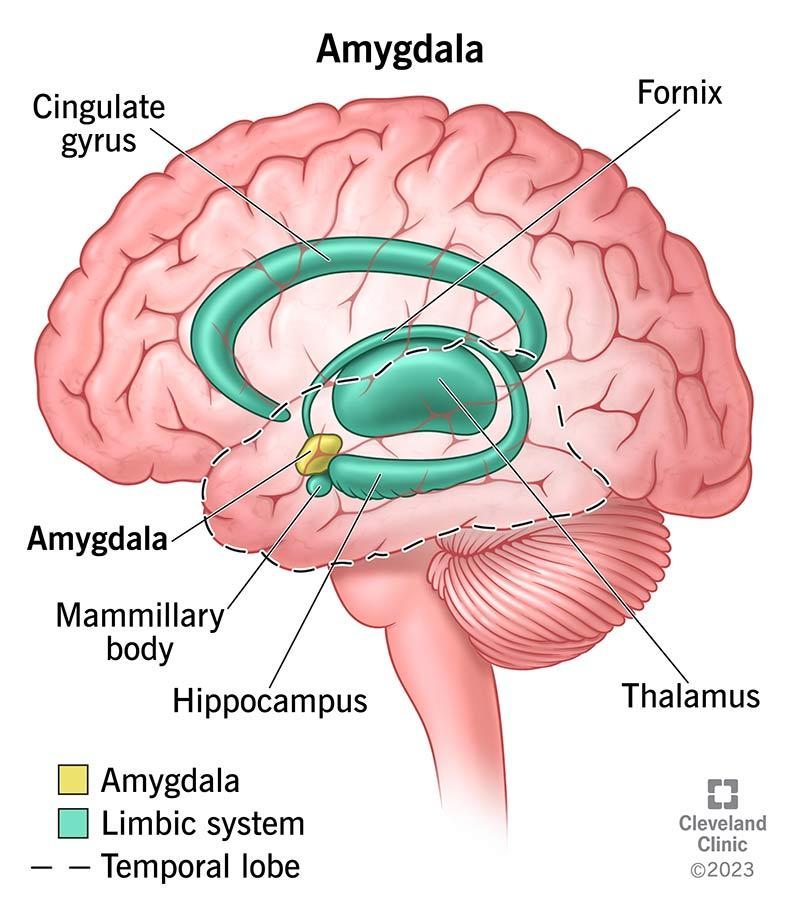 Amygdala
Cingulate
gyrus
Fornix
Amygdala
Mammillary
body
Hippocampus
Thalamus
Amygdala
Limbic system
Temporal lobe
Cleveland
Clinic
©2023